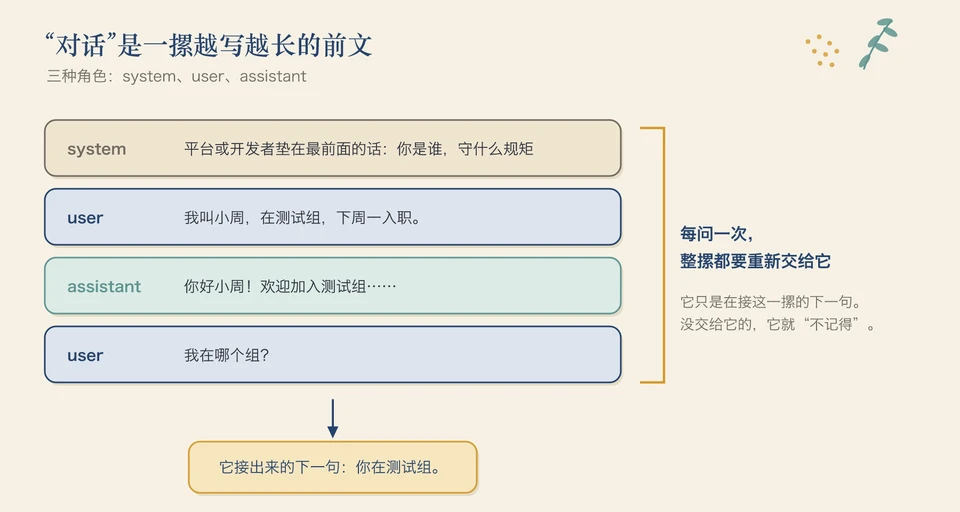 “对话”是一摞越写越长的前文
三种角色：system、user、assistant
system 平台或开发者垫在最前面的话：你是谁，守什么规矩
user 我叫小周，在测试组，下周一入职。
assistant 你好小周！欢迎加入测试组……
user 我在哪个组？
每问一次，
整摞都要重新交给它
它只是在接这一摞的下一句。
没交给它的，它就“不记得”。
它接出来的下一句：你在测试组。